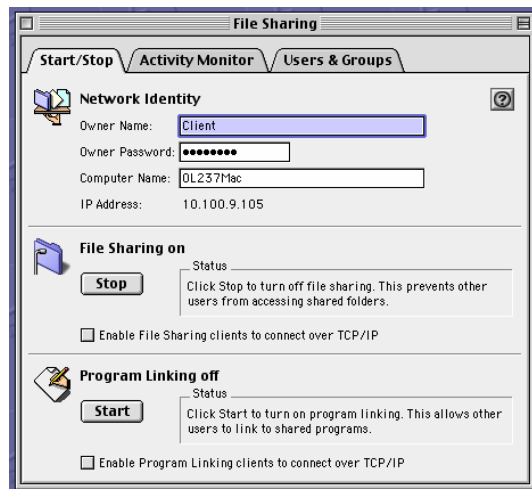 File Sharing
Start/Stop Activity Monitor Users & Groups
Network Identity
Owner Name: Client
Owner Password: ••••••••
Computer Name: OL237Mac
IP Address: 10.100.9.105
File Sharing on
Status
Stop
Click Stop to turn off file sharing. This prevents other
users from accessing shared folders.
Enable File Sharing clients to connect over TCP/IP
Program Linking off
Status
Start
Click Start to turn on program linking. This allows other
users to link to shared programs.
Enable Program Linking clients to connect over TCP/IP